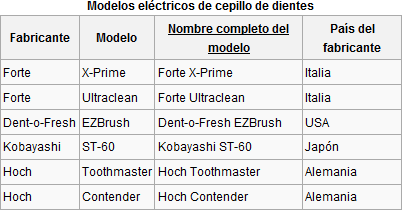 Modelos eléctricos de cepillo de dientes
Fabricante Modelo Nombre completo del modelo País del fabricante
Forte X-Prime Forte X-Prime Italia
Forte Ultraclean Forte Ultraclean Italia
Dent-o-Fresh EZBrush Dent-o-Fresh EZBrush USA
Kobayashi ST-60 Kobayashi ST-60 Japón
Hoch Toothmaster Hoch Toothmaster Alemania
Hoch Contender Hoch Contender Alemania